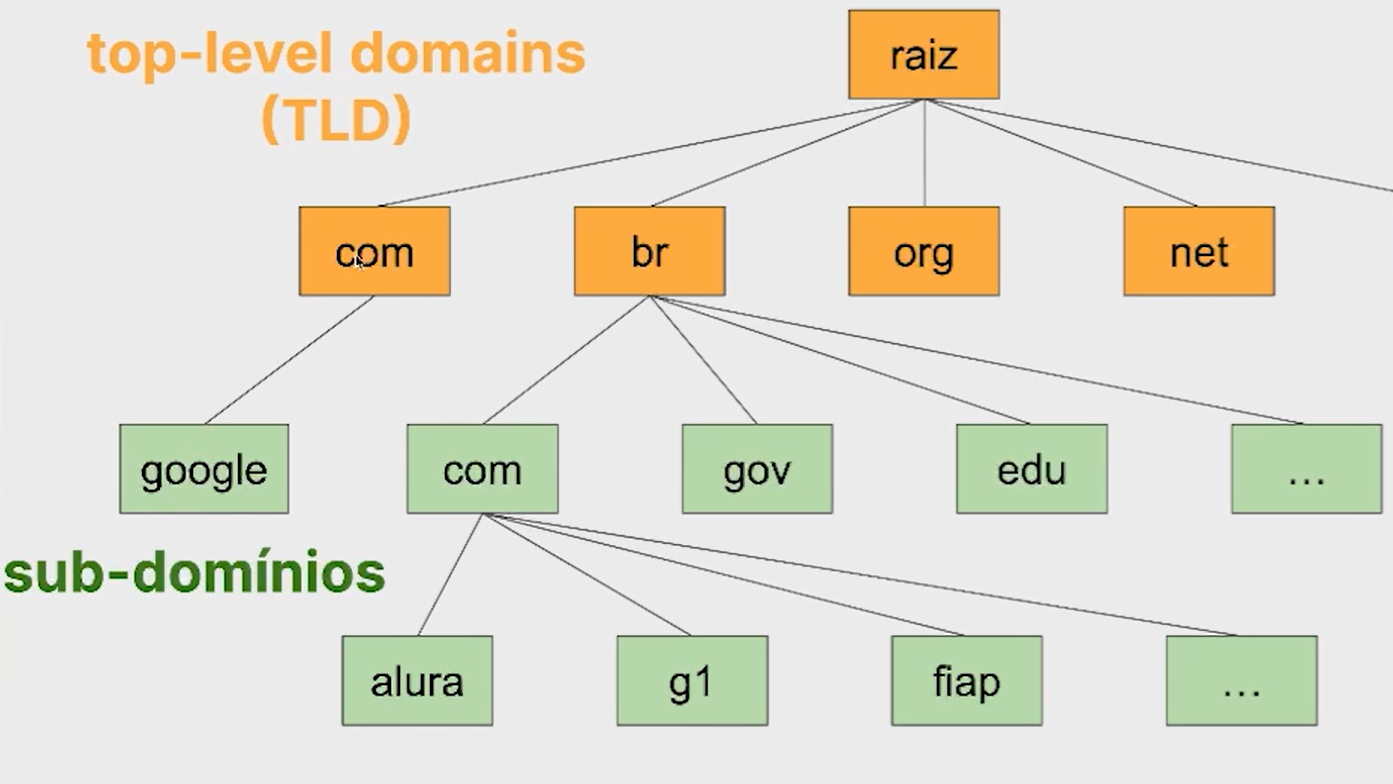 top-level domains
(TLD)
raiz
com
br
org
net
google
com
gov
edu
...
sub-domínios
alura
g1
fiap
...